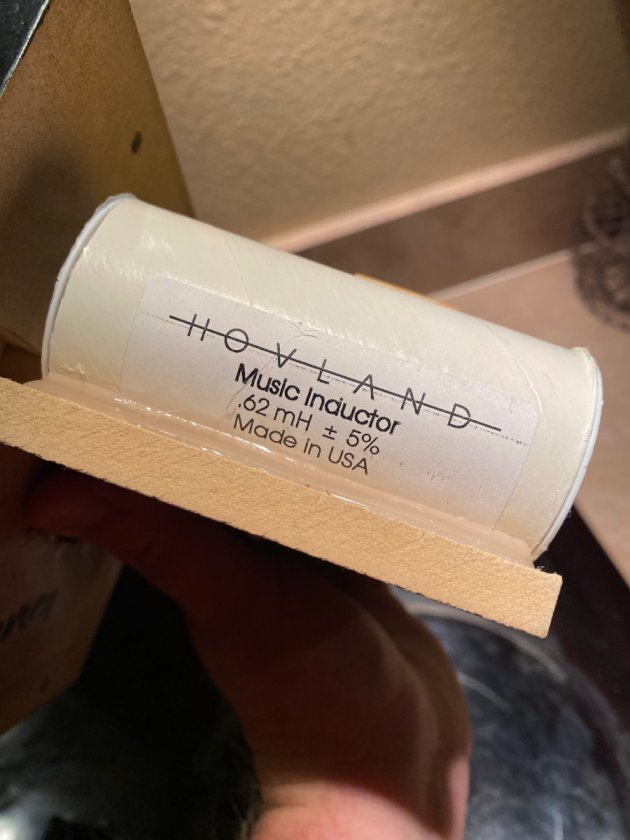 HOVLAND
Music Inductor
.62 mH ± 5%
Made in USA